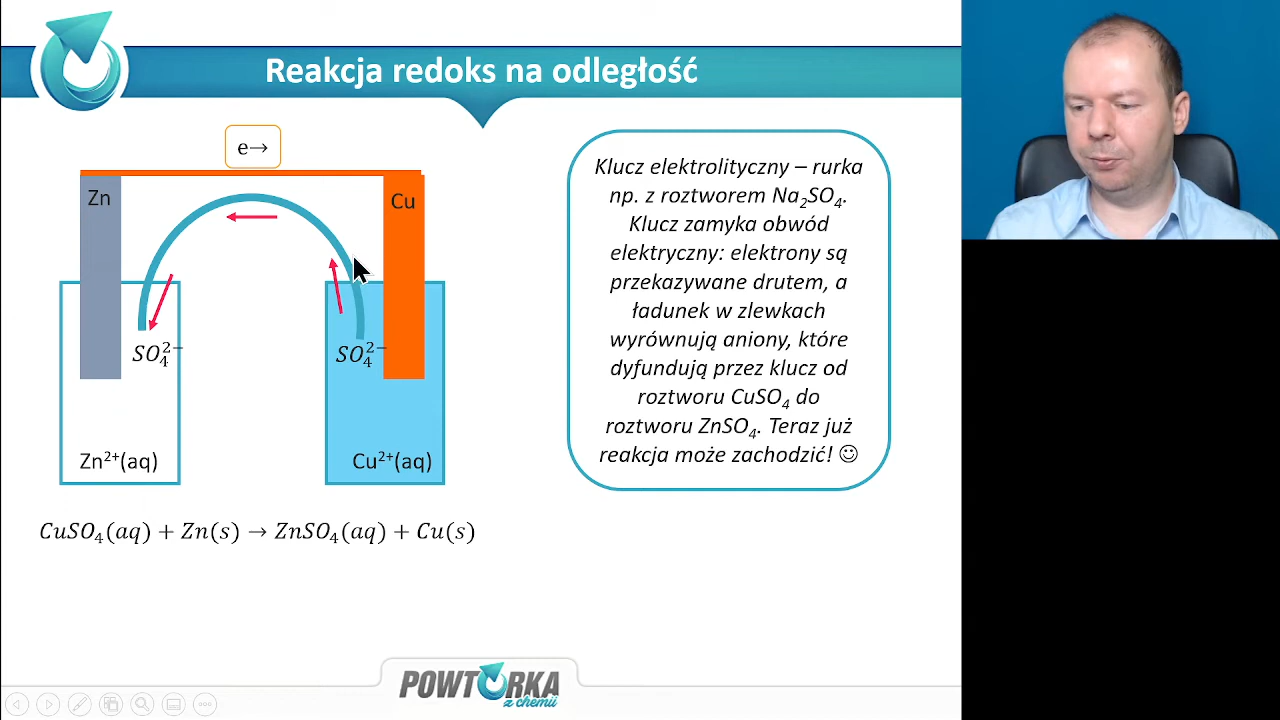 Reakcja redoks na odległość
e→
Zn
Cu
SO₄²⁻
SO₄²⁻
Zn²⁺(aq)
Cu²⁺(aq)
CuSO₄(aq) + Zn(s) → ZnSO₄(aq) + Cu(s)
Klucz elektrolityczny – rurka
np. z roztworem Na₂SO₄.
Klucz zamyka obwód
elektryczny: elektrony są
przekazywane drutem, a
ładunek w zlewkach
wyrównują aniony, które
dyfundują przez klucz od
roztworu CuSO₄ do
roztworu ZnSO₄. Teraz już
reakcja może zachodzić! ☺
POWTÓRKA
z chemii